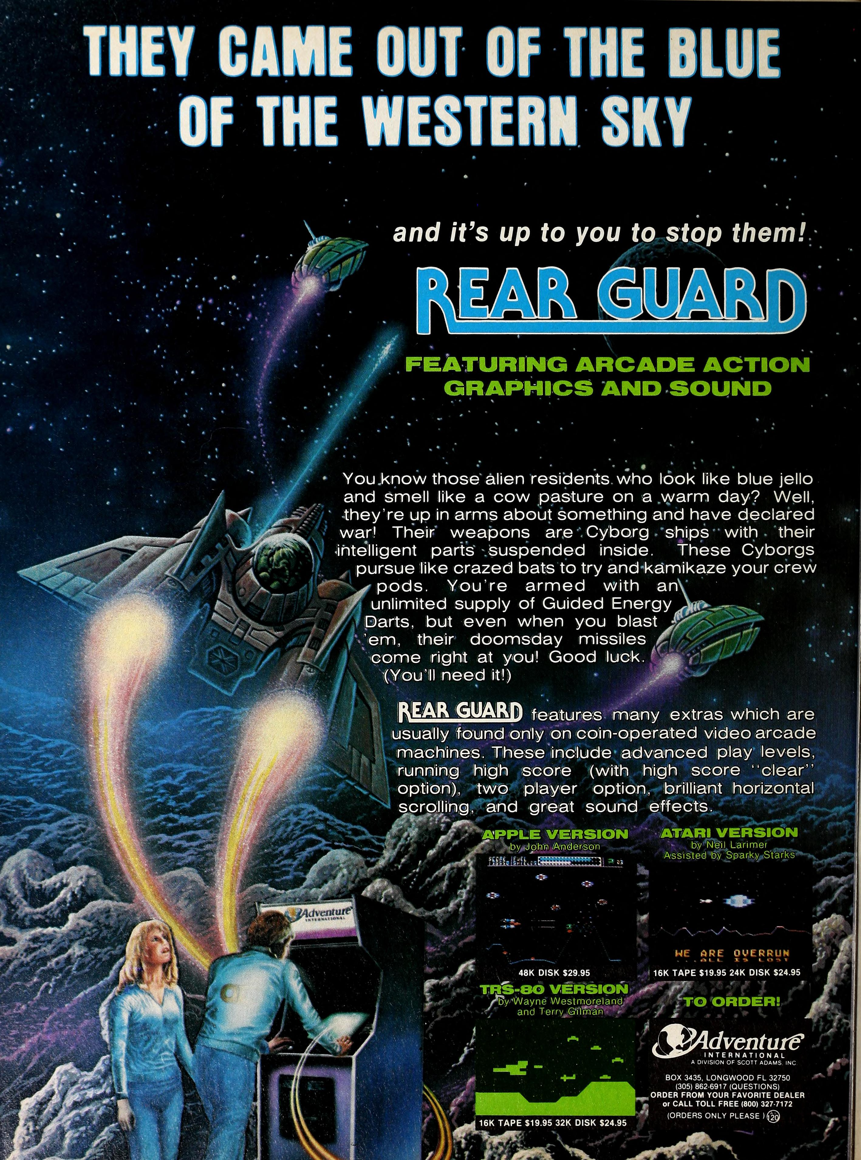 THEY CAME OUT OF THE BLUE
OF THE WESTERN SKY
and it's up to you to stop them!
REAR GUARD
FEATURING ARCADE ACTION
GRAPHICS AND SOUND
You know those alien residents who look like blue jello
and smell like a cow pasture on a warm day? Well,
they're up in arms about something and have declared
war! Their weapons are Cyborg ships with their
intelligent parts suspended inside. These Cyborgs
pursue like crazed bats to try and kamikaze your crew
pods. You're armed with an
unlimited supply of Guided Energy
Darts, but even when you blast
'em, their doomsday missiles
come right at you! Good luck.
(You'll need it!)
REAR GUARD features many extras which are
usually found only on coin-operated video arcade
machines. These include advanced play levels,
running high score (with high score "clear"
option), two player option, brilliant horizontal
scrolling, and great sound effects.
APPLE VERSION
by John Anderson
48K DISK $29.95
ATARI VERSION
by Neil Larimer
Assisted by Sparky Starks
WE ARE OVERRUN
...ALL IS LOST
16K TAPE $19.95 24K DISK $24.95
TRS-80 VERSION
by Wayne Westmoreland
and Terry Gilman
16K TAPE $19.95 32K DISK $24.95
TO ORDER!
Adventure
INTERNATIONAL
A DIVISION OF SCOTT ADAMS, INC
BOX 3435, LONGWOOD FL 32750
(305) 862-6917 (QUESTIONS)
ORDER FROM YOUR FAVORITE DEALER
or CALL TOLL FREE (800) 327-7172
(ORDERS ONLY PLEASE) 120
Adventure
INTERNATIONAL